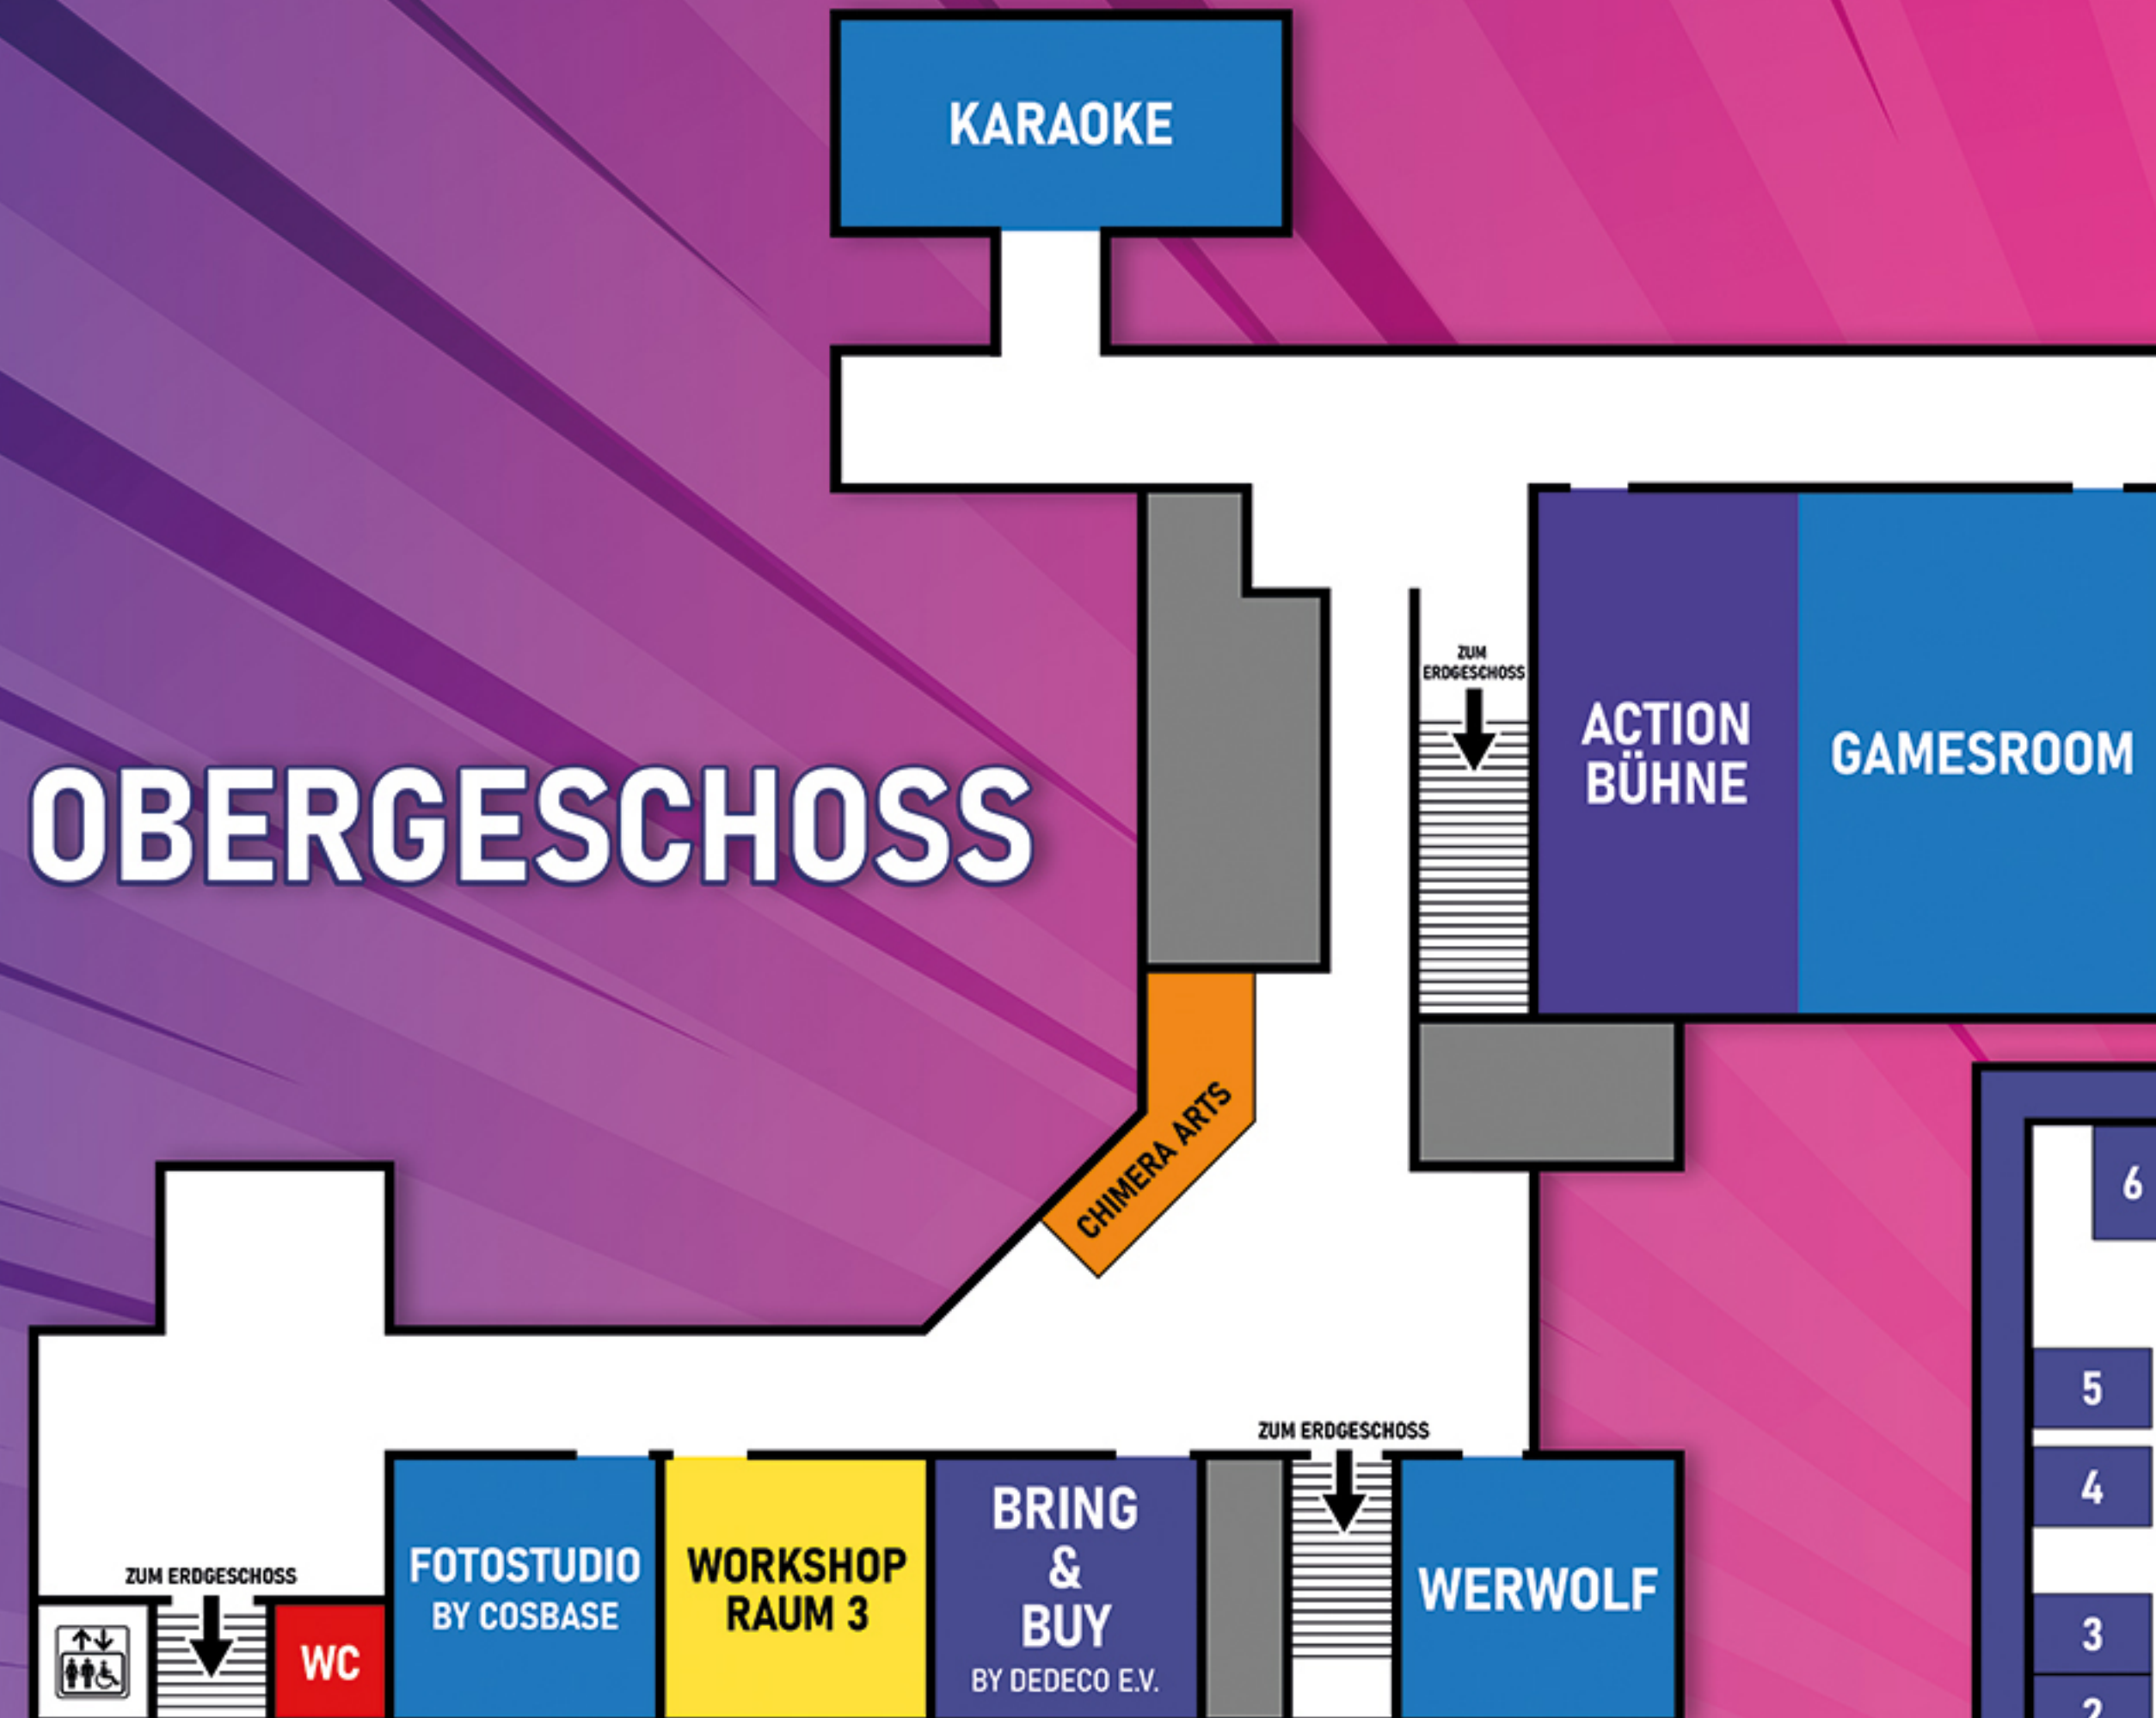 KARAOKE
ZUM
ERDGESCHOSS
ACTION
BÜHNE
GAMESROOM
OBERGESCHOSS
CHIMERA ARTS
6
5
4
3
2
ZUM ERDGESCHOSS
ZUM ERDGESCHOSS
WC
FOTOSTUDIO
BY COSBASE
WORKSHOP
RAUM 3
BRING
&
BUY
BY DEDECO E.V.
WERWOLF